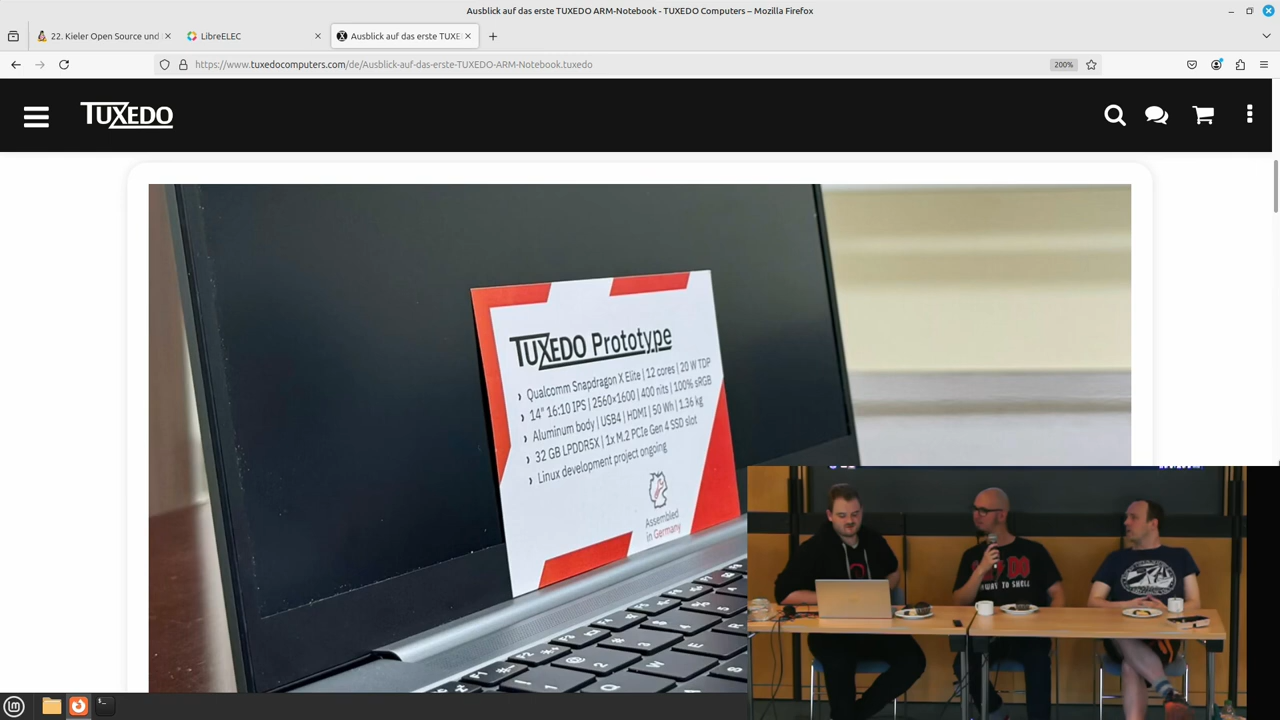 Ausblick auf das erste TUXEDO ARM-Notebook - TUXEDO Computers – Mozilla Firefox
22. Kieler Open Source und
LibreELEC
Ausblick auf das erste TUXE
https://www.tuxedocomputers.com/de/Ausblick-auf-das-erste-TUXEDO-ARM-Notebook.tuxedo
200%
TUXEDO
TUXEDO Prototype
› Qualcomm Snapdragon X Elite | 12 cores | 20 W TDP
› 14" 16:10 IPS | 2560×1600 | 400 nits | 100% sRGB
› Aluminum body | USB4 | HDMI | 50 Wh | 1.36 kg
› 32 GB LPDDR5X | 1x M.2 PCIe Gen 4 SSD slot
› Linux development project ongoing
Assembled
in Germany
TO SHELL